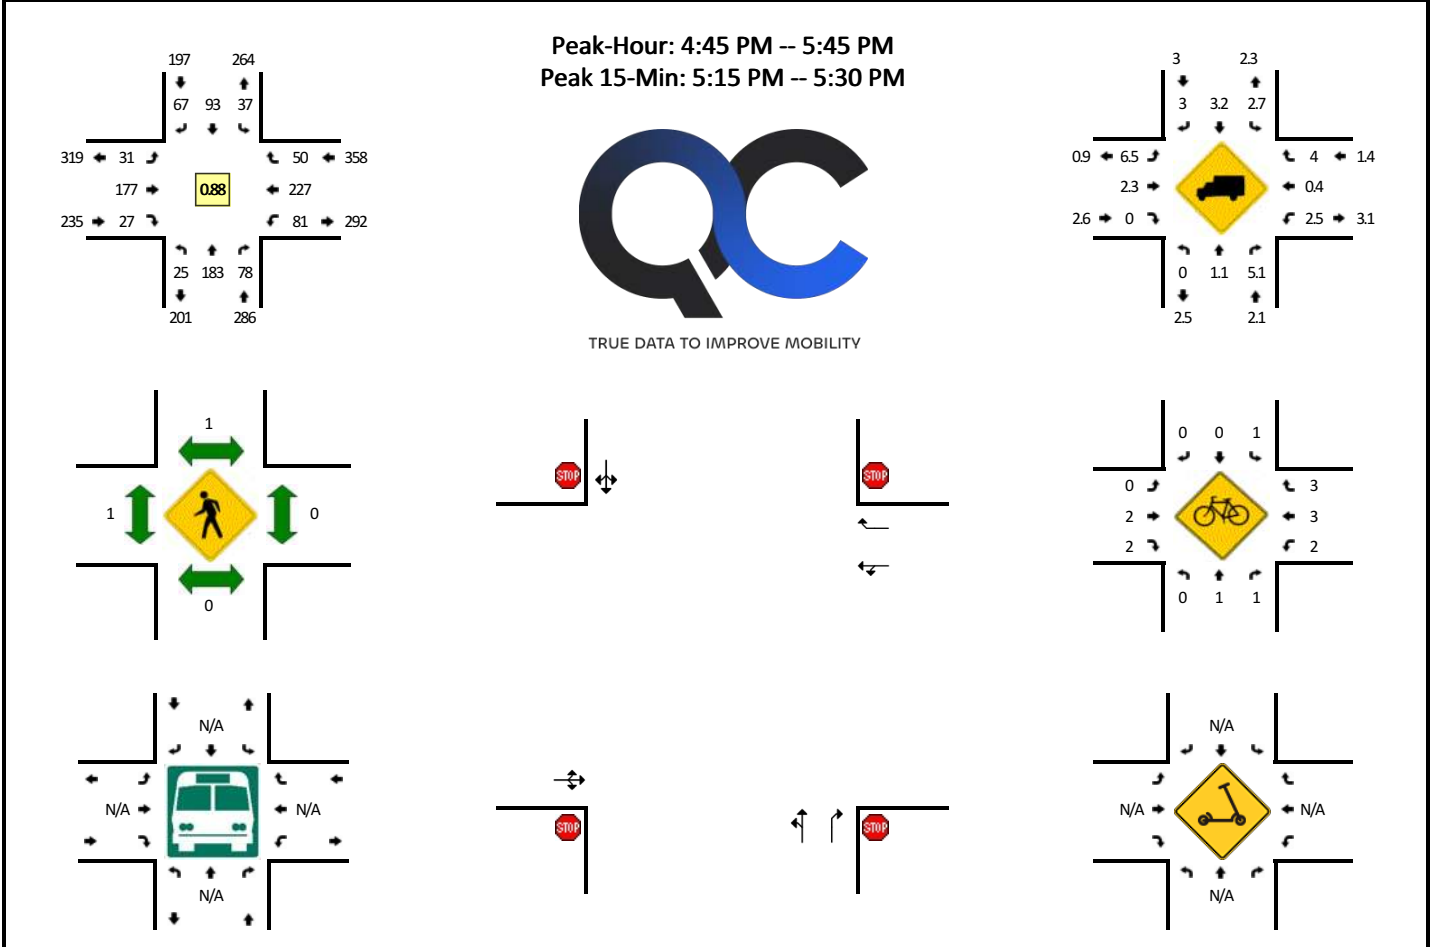 Peak-Hour: 4:45 PM -- 5:45 PM
Peak 15-Min: 5:15 PM -- 5:30 PM
197 264
67 93 37
319 31 50 358
177 0.88 227
235 27 81 292
25 183 78
201 286
TRUE DATA TO IMPROVE MOBILITY
3 2.3
3 3.2 2.7
0.9 6.5 4 1.4
2.3 0.4
2.6 0 2.5 3.1
0 1.1 5.1
2.5 2.1
1
1 0
0
STOP STOP
STOP STOP
0 0 1
0 3
2 3
2 2
0 1 1
N/A
N/A N/A
N/A
N/A
N/A N/A
N/A